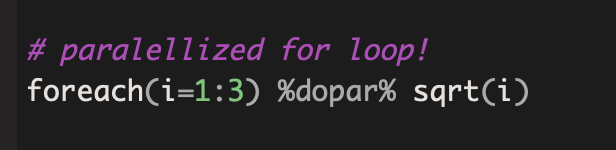 # paralellized for loop!
foreach(i=1:3) %dopar% sqrt(i)